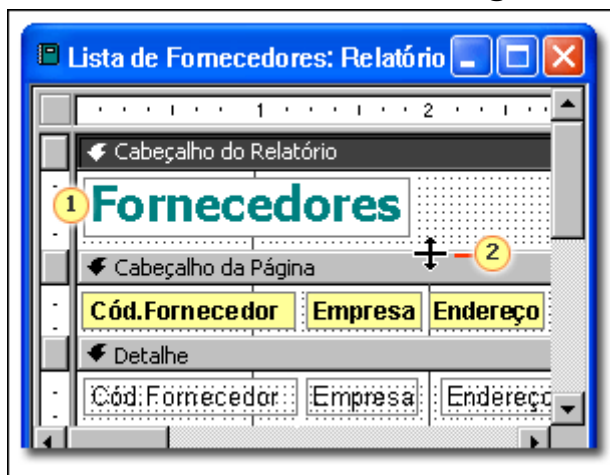 Lista de Fornecedores: Relatório
1 2
Cabeçalho do Relatório
1 Fornecedores
2
Cabeçalho da Página
Cód.Fornecedor Empresa Endereço
Detalhe
Cód.Fornecedor Empresa Endereço